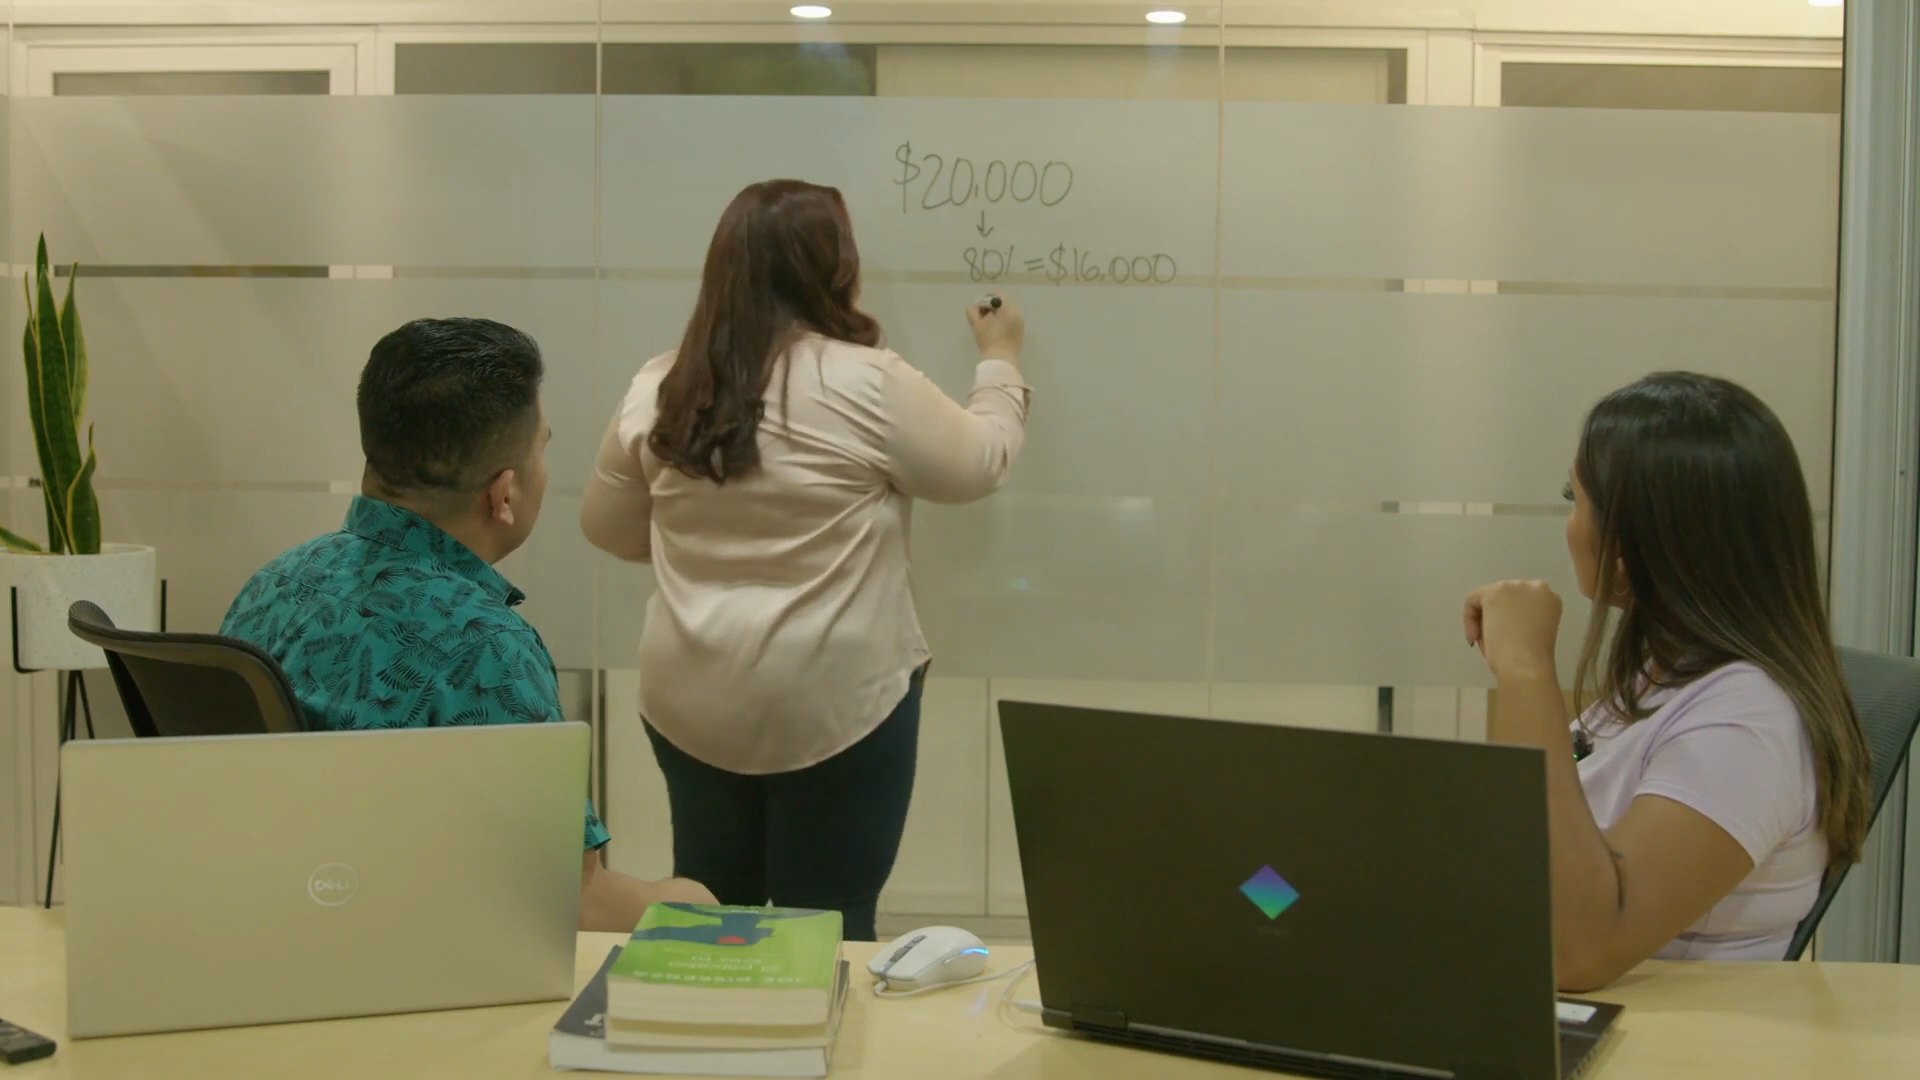 $20,000
↓
80% = $16,000
DELL